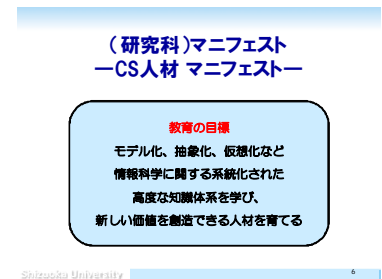 （研究科）マニフェスト
―CS人材 マニフェスト―
教育の目標
モデル化、抽象化、仮想化など
情報科学に関する系統化された
高度な知識体系を学び、
新しい価値を創造できる人材を育てる
Shizuoka University
6